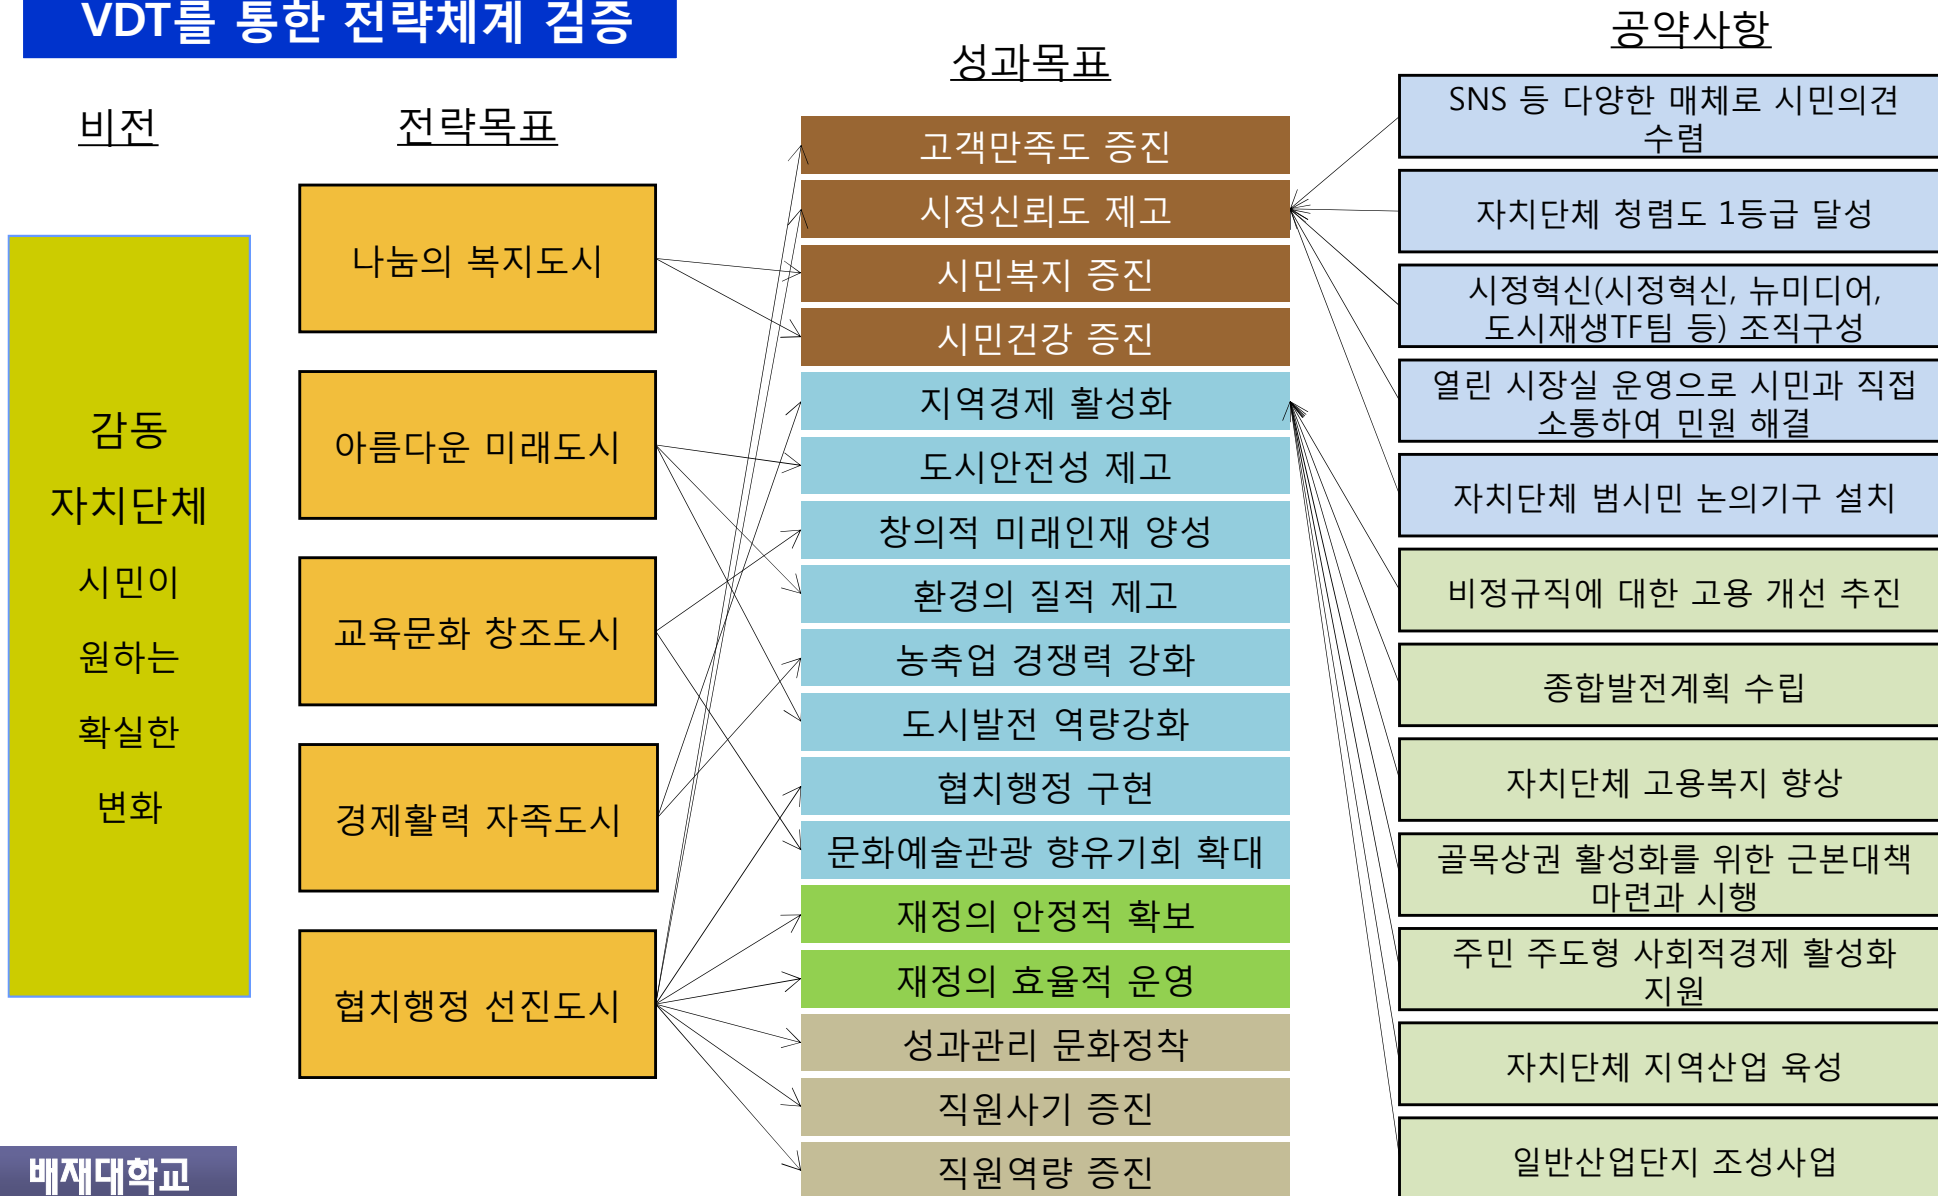 VDT를 통한 전략체계 검증
비전
감동
자치단체
시민이
원하는
확실한
변화
전략목표
나눔의 복지도시
아름다운 미래도시
교육문화 창조도시
경제활력 자족도시
협치행정 선진도시
성과목표
고객만족도 증진
시정신뢰도 제고
시민복지 증진
시민건강 증진
지역경제 활성화
도시안전성 제고
창의적 미래인재 양성
환경의 질적 제고
농축업 경쟁력 강화
도시발전 역량강화
협치행정 구현
문화예술관광 향유기회 확대
재정의 안정적 확보
재정의 효율적 운영
성과관리 문화정착
직원사기 증진
직원역량 증진
공약사항
SNS 등 다양한 매체로 시민의견
수렴
자치단체 청렴도 1등급 달성
시정혁신(시정혁신, 뉴미디어,
도시재생TF팀 등) 조직구성
열린 시장실 운영으로 시민과 직접
소통하여 민원 해결
자치단체 범시민 논의기구 설치
비정규직에 대한 고용 개선 추진
종합발전계획 수립
자치단체 고용복지 향상
골목상권 활성화를 위한 근본대책
마련과 시행
주민 주도형 사회적경제 활성화
지원
자치단체 지역산업 육성
일반산업단지 조성사업
배재대학교